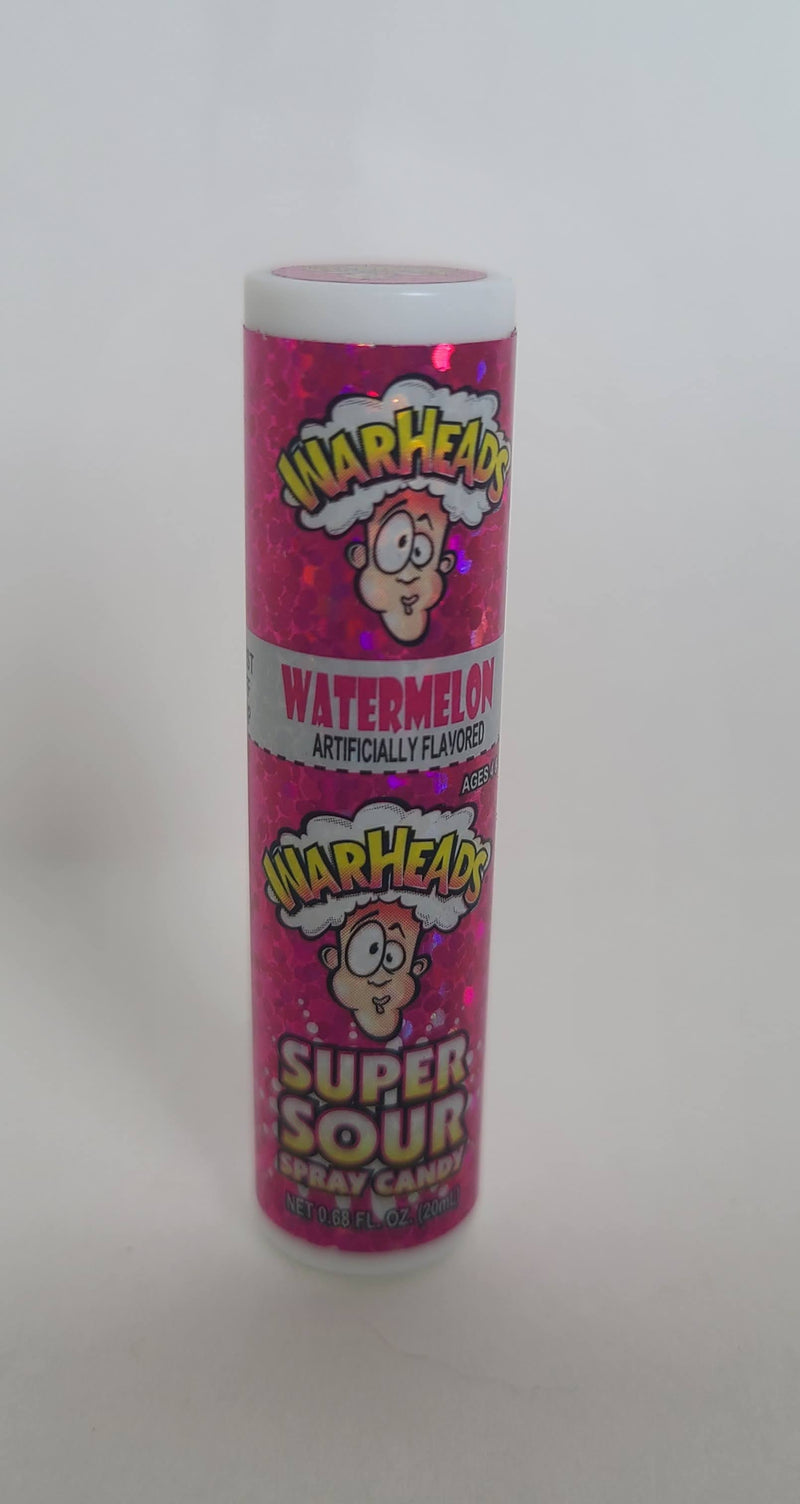 WARHEADS
WATERMELON
ARTIFICIALLY FLAVORED
AGES
WARHEADS
SUPER
SOUR
SPRAY CANDY
NET 0.68 FL. OZ. (20mL)